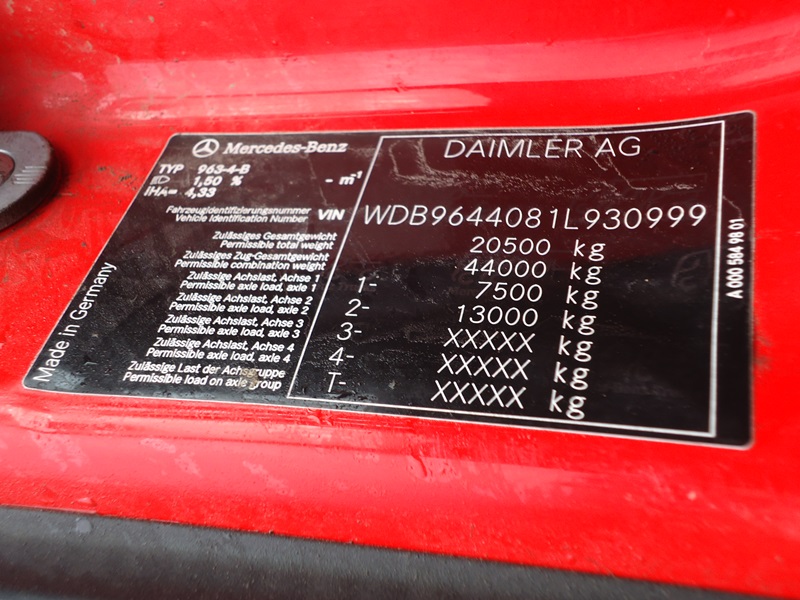 Mercedes-Benz
DAIMLER AG
TYP 963-4-B
1,50 % - m⁻¹
IHA= 4,33
Fahrzeugidentifizierungsnummer
Vehicle Identification Number VIN WDB9644081L930999
Zulässiges Gesamtgewicht
Permissible total weight 20500 kg
Zulässiges Zug-Gesamtgewicht
Permissible combination weight 44000 kg
Zulässige Achslast, Achse 1
Permissible axle load, axle 1 1- 7500 kg
Zulässige Achslast, Achse 2
Permissible axle load, axle 2 2- 13000 kg
Zulässige Achslast, Achse 3
Permissible axle load, axle 3 3- XXXXX kg
Zulässige Achslast, Achse 4
Permissible axle load, axle 4 4- XXXXX kg
Zulässige Last der Achsgruppe
Permissible load on axle group T- XXXXX kg
Made in Germany
A 000 584 98 01